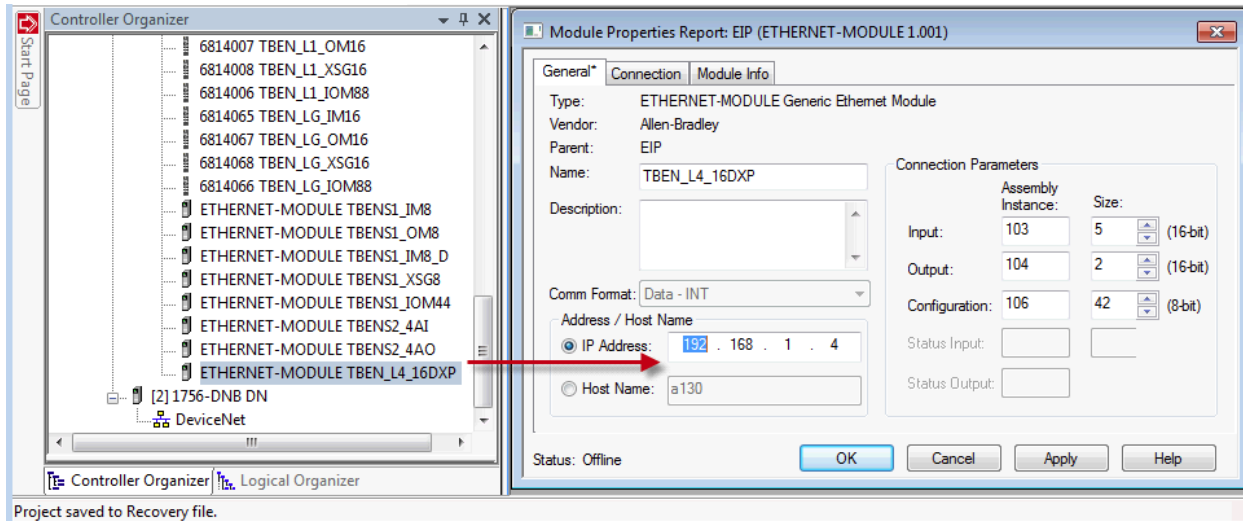 Start Page
Controller Organizer
6814007 TBEN_L1_OM16
6814008 TBEN_L1_XSG16
6814006 TBEN_L1_IOM88
6814065 TBEN_LG_IM16
6814067 TBEN_LG_OM16
6814068 TBEN_LG_XSG16
6814066 TBEN_LG_IOM88
ETHERNET-MODULE TBENS1_IM8
ETHERNET-MODULE TBENS1_OM8
ETHERNET-MODULE TBENS1_IM8_D
ETHERNET-MODULE TBENS1_XSG8
ETHERNET-MODULE TBENS1_IOM44
ETHERNET-MODULE TBENS2_4AI
ETHERNET-MODULE TBENS2_4AO
ETHERNET-MODULE TBEN_L4_16DXP
[2] 1756-DNB DN
DeviceNet
Controller Organizer Logical Organizer
Project saved to Recovery file.
Module Properties Report: EIP (ETHERNET-MODULE 1.001)
General* Connection Module Info
Type: ETHERNET-MODULE Generic Ethernet Module
Vendor: Allen-Bradley
Parent: EIP
Name: TBEN_L4_16DXP
Description:
Comm Format: Data - INT
Address / Host Name
IP Address: 192 . 168 . 1 . 4
Host Name: a130
Connection Parameters
Assembly
Instance: Size:
Input: 103 5 (16-bit)
Output: 104 2 (16-bit)
Configuration: 106 42 (8-bit)
Status Input:
Status Output:
Status: Offline
OK Cancel Apply Help